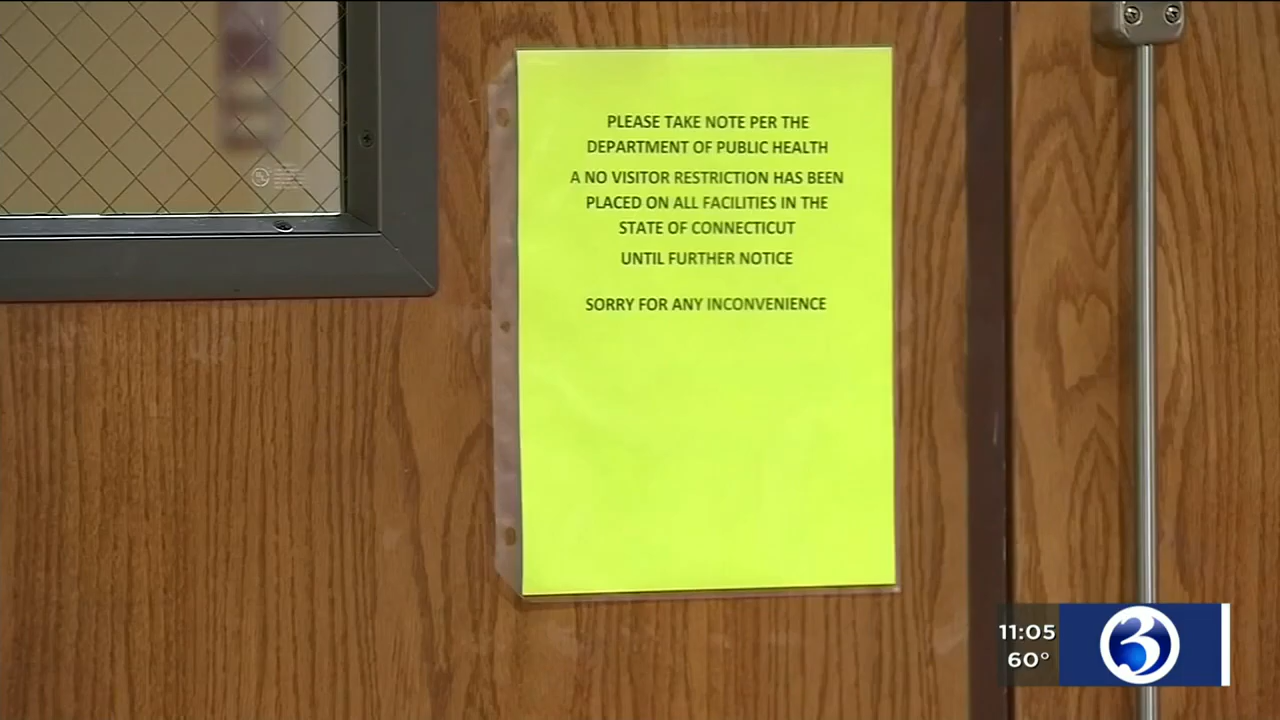 PLEASE TAKE NOTE PER THE
DEPARTMENT OF PUBLIC HEALTH
A NO VISITOR RESTRICTION HAS BEEN
PLACED ON ALL FACILITIES IN THE
STATE OF CONNECTICUT
UNTIL FURTHER NOTICE
SORRY FOR ANY INCONVENIENCE
11:05
60°
3